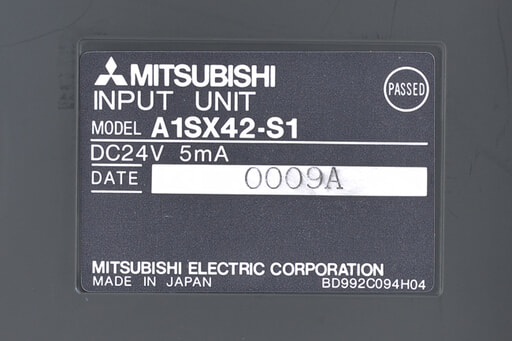 MITSUBISHI
PASSED
INPUT UNIT
MODEL A1SX42-S1
DC24V 5mA
DATE 0009A
MITSUBISHI ELECTRIC CORPORATION
MADE IN JAPAN BD992C094H04